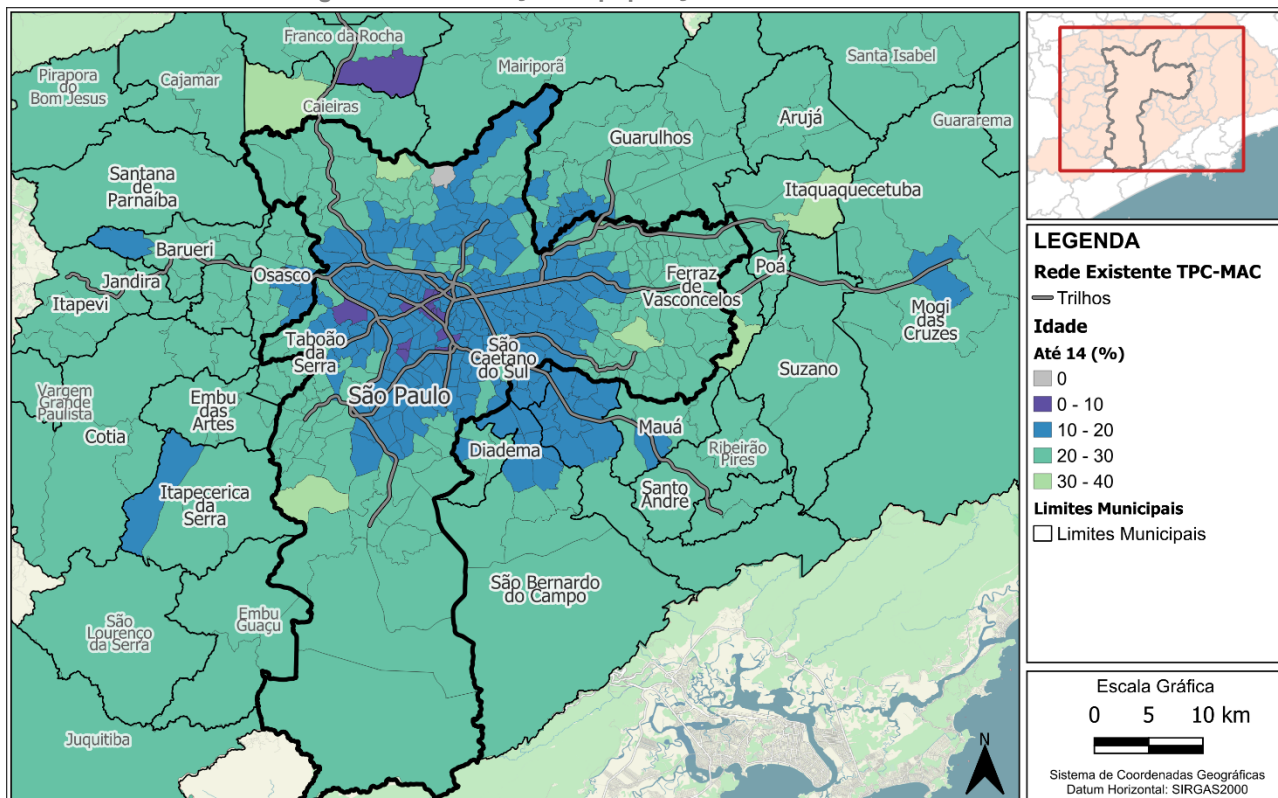 Franco da Rocha
Mairiporã
Santa Isabel
Pirapora
do
Bom Jesus
Cajamar
Caieiras
Guararema
Arujá
Guarulhos
Santana
de
Parnaíba
Itaquaquecetuba
Barueri
Osasco
Jandira
Itapevi
Poá
Ferraz
de
Vasconcelos
Mogi
das
Cruzes
Taboão
da
Serra
São
Caetano
do Sul
Suzano
Vargem
Grande
Paulista
Embu
das
Artes
São Paulo
Cotia
Mauá
Diadema
Ribeirão
Pires
Itapecerica
da
Serra
Santo
Andre
São Bernardo
do Campo
São
Lourenço
da Serra
Embu
Guaçu
Juquitiba
LEGENDA
Rede Existente TPC-MAC
Trilhos
Idade
Até 14 (%)
0
0 - 10
10 - 20
20 - 30
30 - 40
Limites Municipais
Limites Municipais
Escala Gráfica
0 5 10 km
N
Sistema de Coordenadas Geográficas
Datum Horizontal: SIRGAS2000